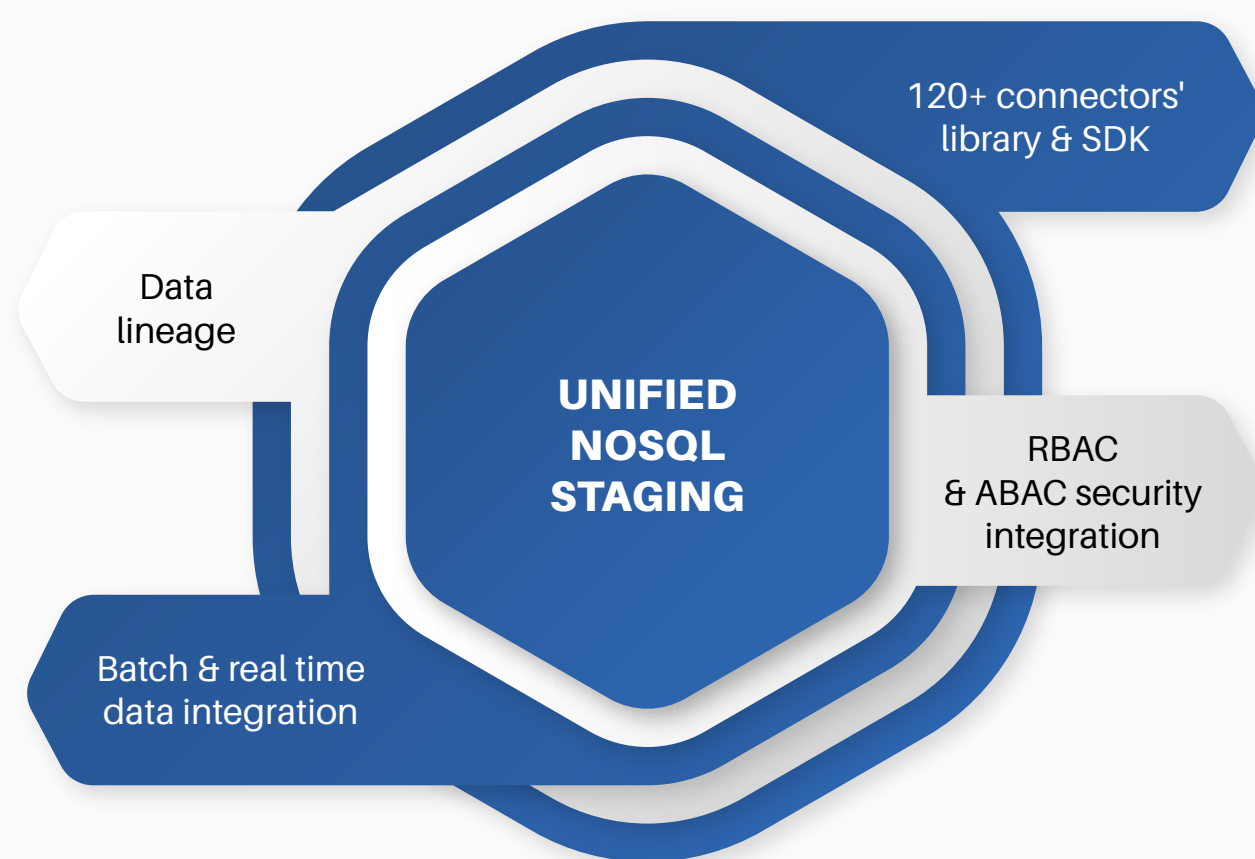 120+ connectors'
library & SDK
Data
lineage
UNIFIED
NOSQL
STAGING
RBAC
& ABAC security
integration
Batch & real time
data integration